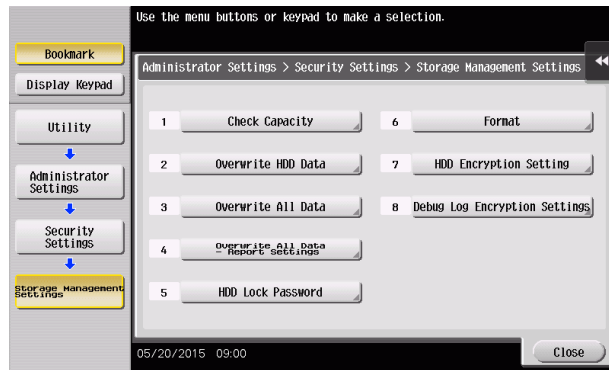 Use the menu buttons or keypad to make a selection.
Bookmark
Display Keypad
Administrator Settings > Security Settings > Storage Management Settings
Utility
Administrator
Settings
Security
Settings
Storage Management
Settings
1 Check Capacity
2 Overwrite HDD Data
3 Overwrite All Data
4 Overwrite All Data
- Report Settings
5 HDD Lock Password
6 Format
7 HDD Encryption Setting
8 Debug Log Encryption Settings
05/20/2015 09:00
Close